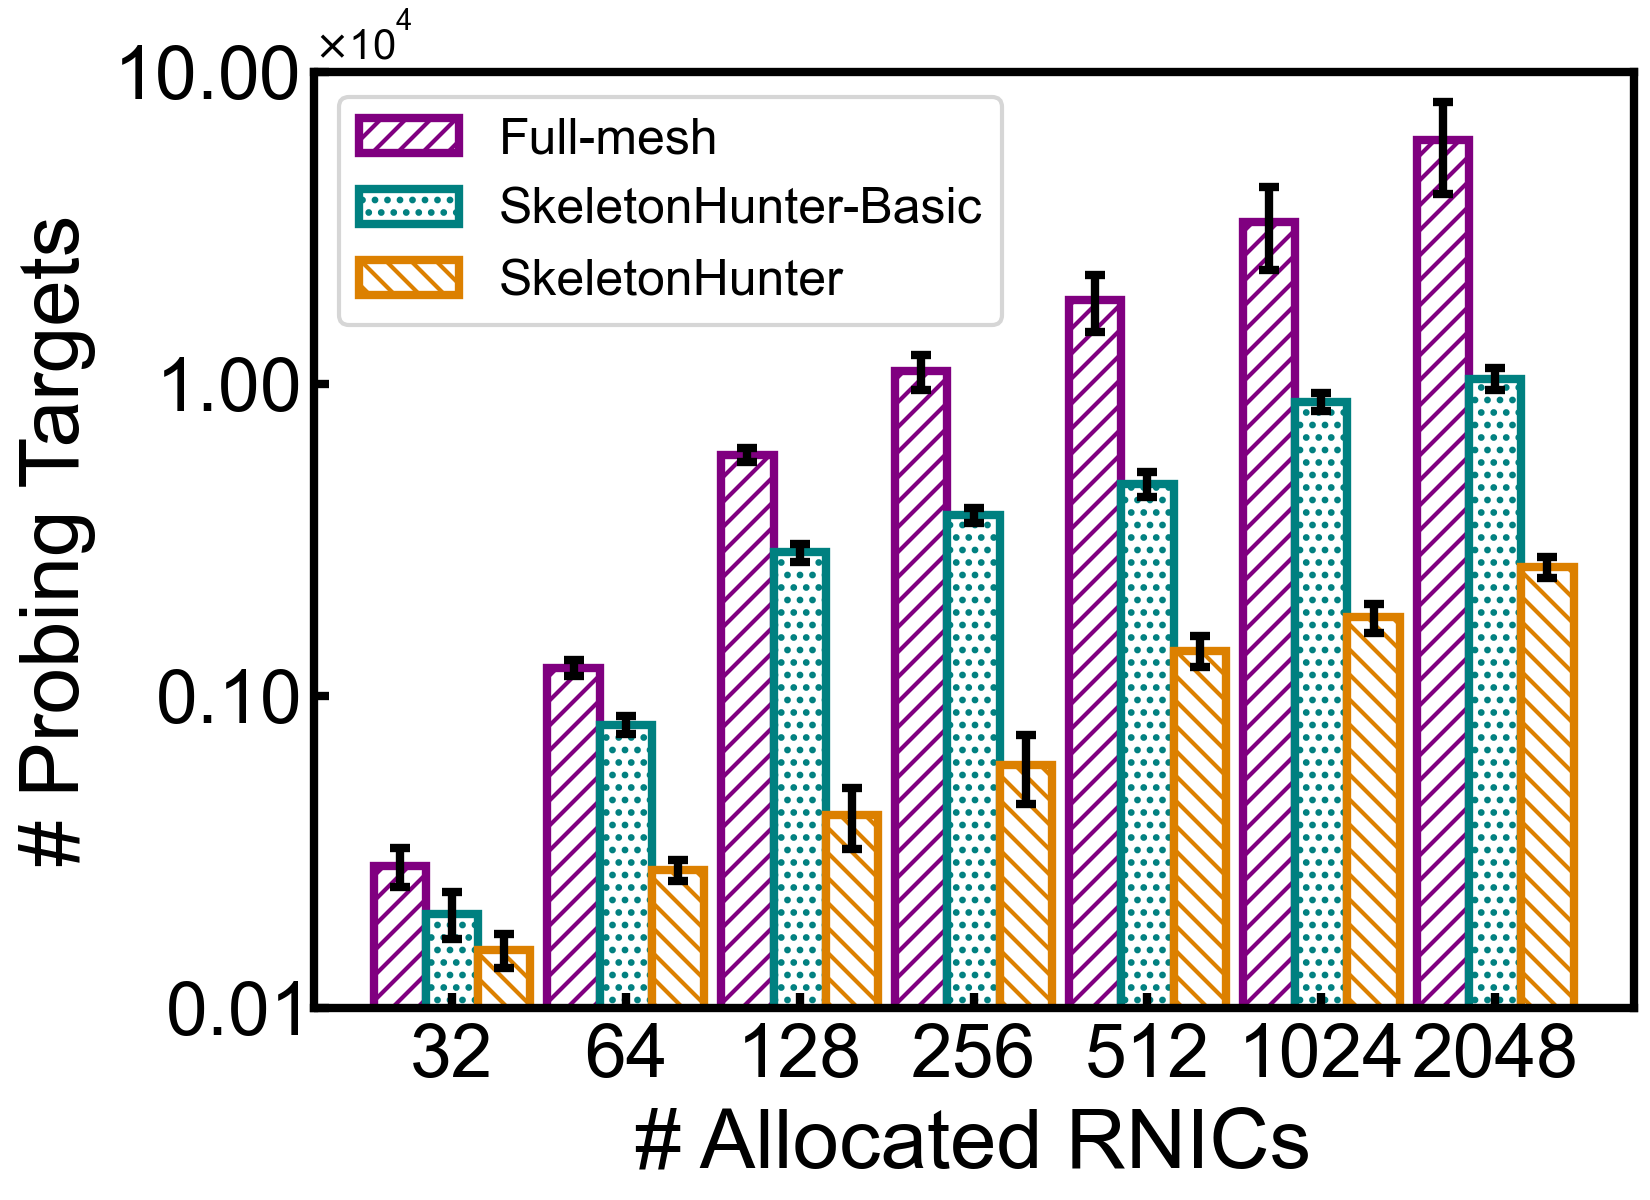 ×10⁴
10.00
1.00
0.10
0.01
# Probing Targets
Full-mesh
SkeletonHunter-Basic
SkeletonHunter
32 64 128 256 512 1024 2048
# Allocated RNICs